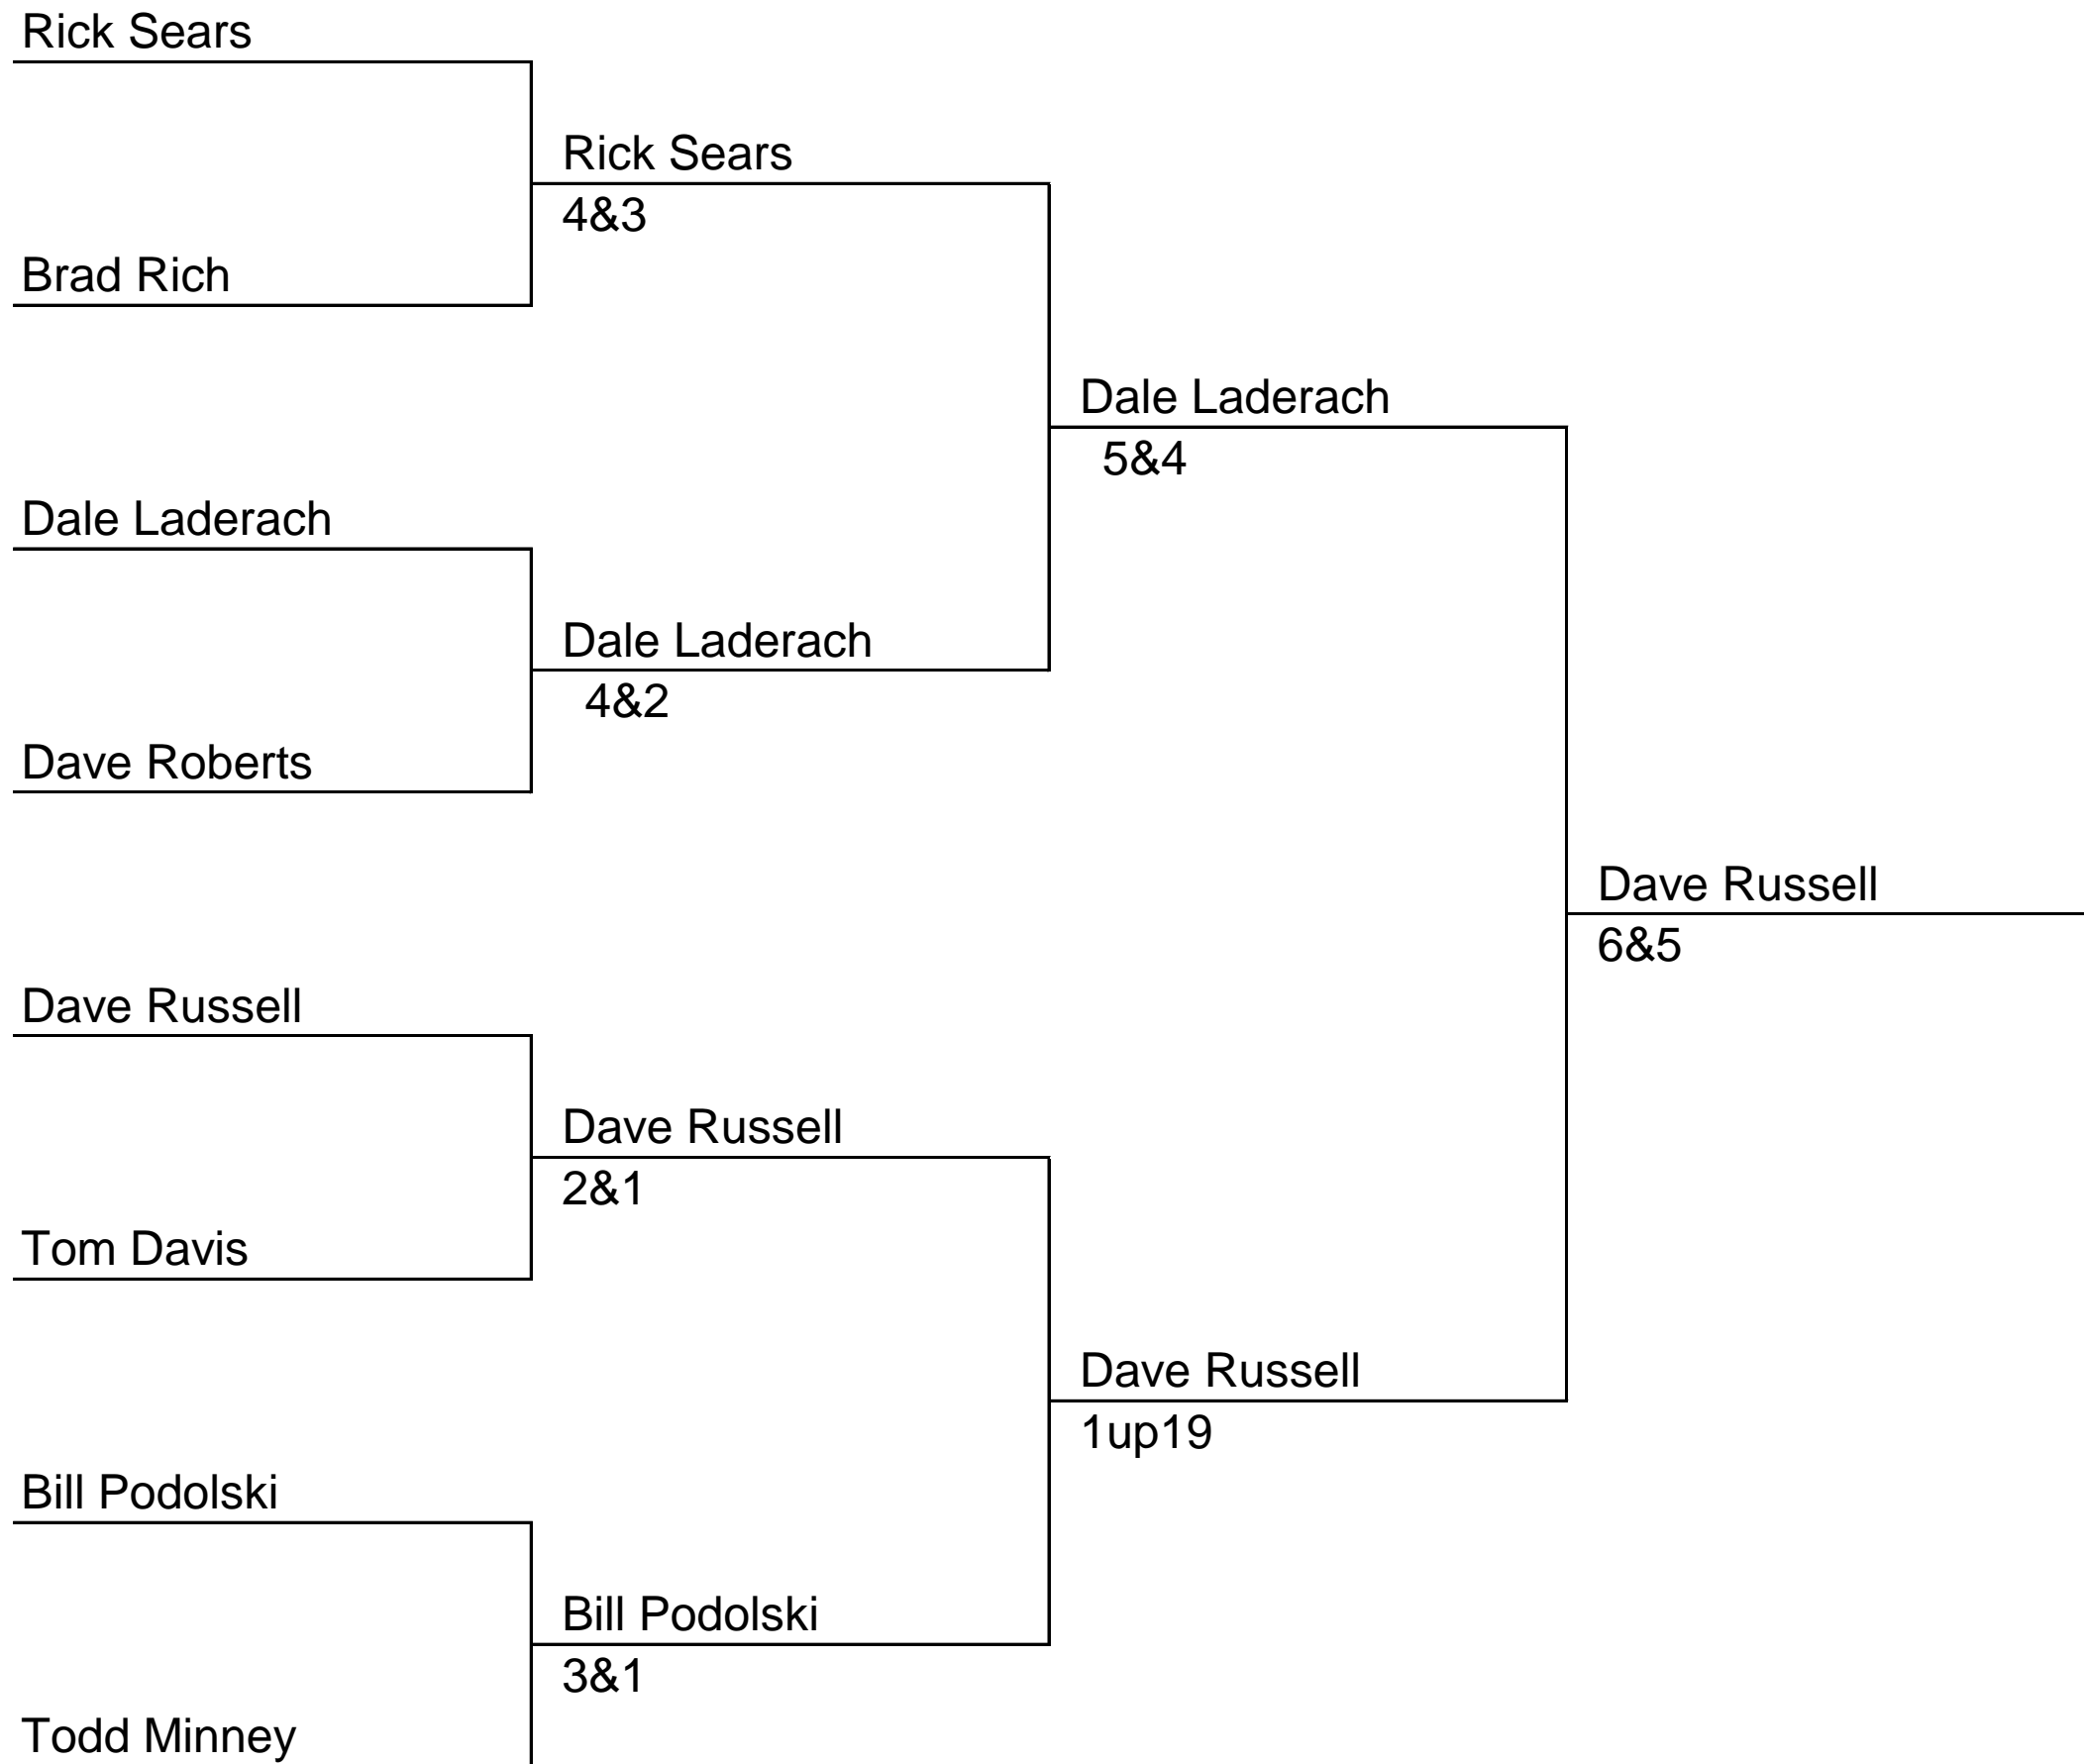 Rick Sears
Rick Sears
4&3
Brad Rich
Dale Laderach
5&4
Dale Laderach
Dale Laderach
4&2
Dave Roberts
Dave Russell
6&5
Dave Russell
Dave Russell
2&1
Tom Davis
Dave Russell
1up19
Bill Podolski
Bill Podolski
3&1
Todd Minney